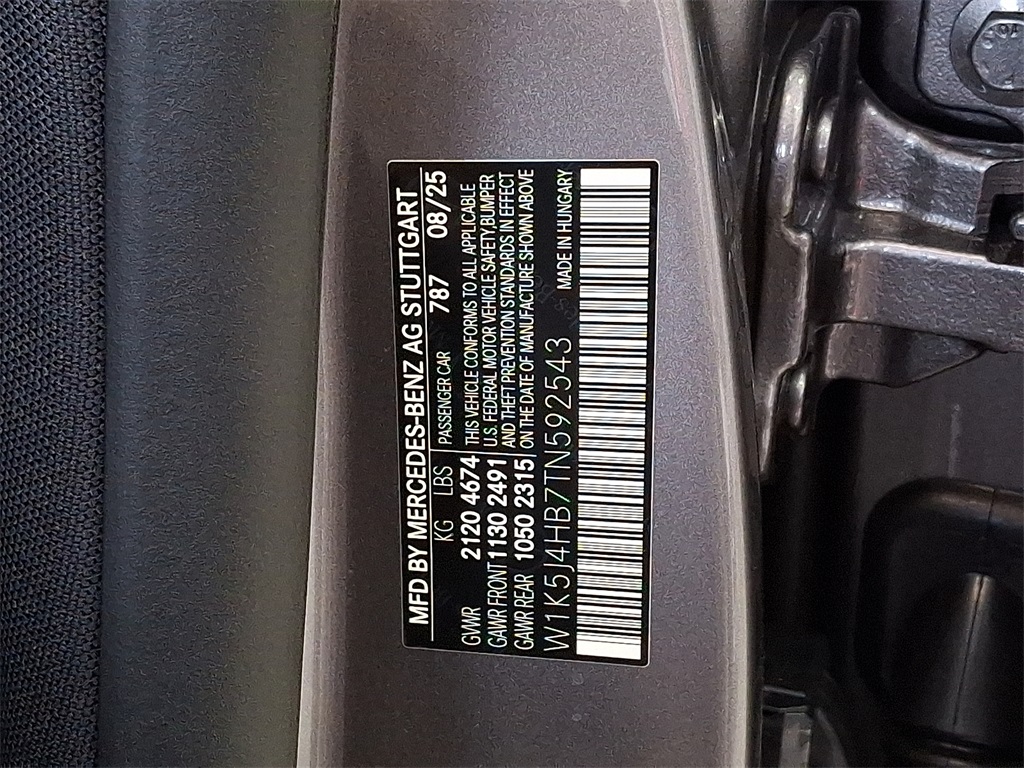 MFD BY MERCEDES-BENZ AG STUTTGART
KG LBS PASSENGER CAR 787 08/25
GVWR 2120 4674 THIS VEHICLE CONFORMS TO ALL APPLICABLE
GAWR FRONT 1130 2491 U.S. FEDERAL MOTOR VEHICLE SAFETY,BUMPER
GAWR REAR 1050 2315 AND THEFT PREVENTION STANDARDS IN EFFECT
ON THE DATE OF MANUFACTURE SHOWN ABOVE
W1K5J4HB7TN592543 MADE IN HUNGARY